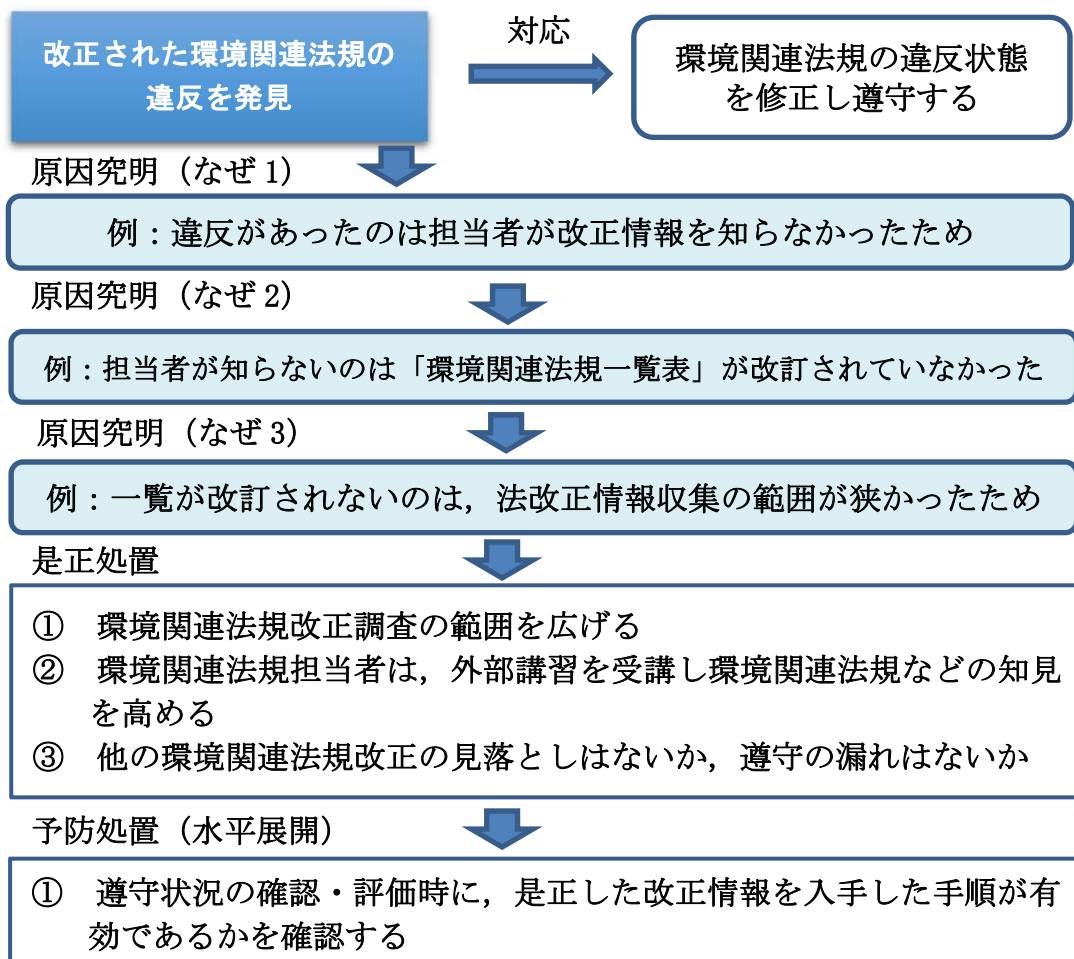 改正された環境関連法規の
違反を発見
対応
環境関連法規の違反状態
を修正し遵守する
原因究明（なぜ 1）
例：違反があったのは担当者が改正情報を知らなかったため
原因究明（なぜ 2）
例：担当者が知らないのは「環境関連法規一覧表」が改訂されていなかった
原因究明（なぜ 3）
例：一覧が改訂されないのは，法改正情報収集の範囲が狭かったため
是正処置
① 環境関連法規改正調査の範囲を広げる
② 環境関連法規担当者は，外部講習を受講し環境関連法規などの知見
を高める
③ 他の環境関連法規改正の見落としはないか，遵守の漏れはないか
予防処置（水平展開）
① 遵守状況の確認・評価時に，是正した改正情報を入手した手順が有
効であるかを確認する